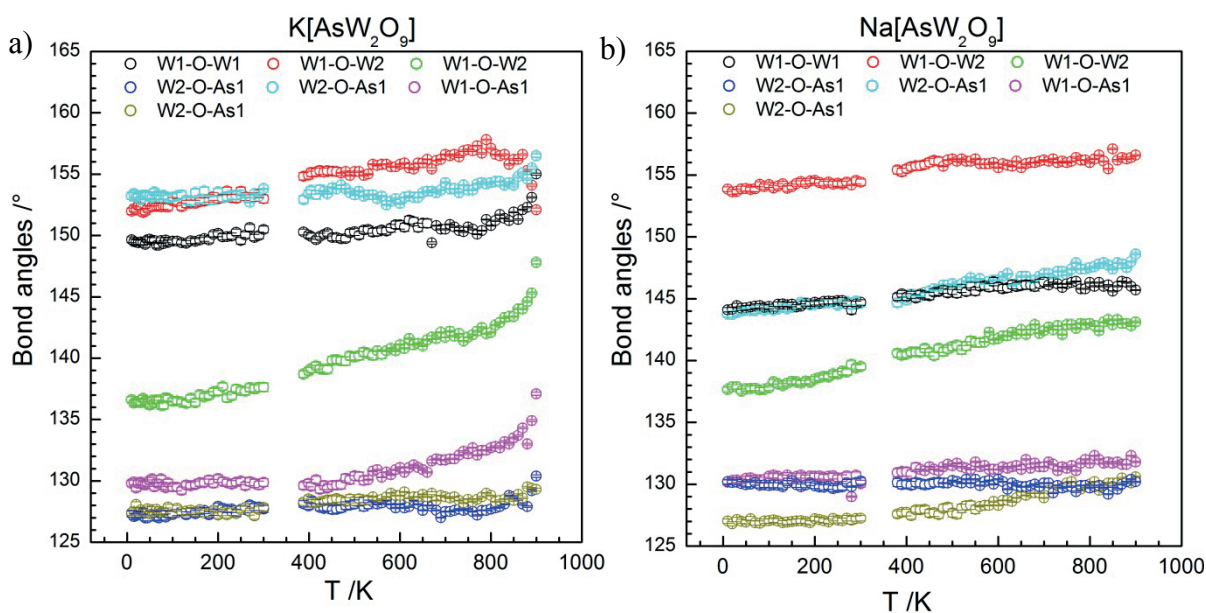 a)
K[AsW₂O₉]
165
160
155
150
145
140
135
130
125
Bond angles /°
W1-O-W1 W1-O-W2 W1-O-W2
W2-O-As1 W2-O-As1 W1-O-As1
W2-O-As1
0 200 400 600 800 1000
T /K
b)
Na[AsW₂O₉]
165
160
155
150
145
140
135
130
125
Bond angles /°
W1-O-W1 W1-O-W2 W1-O-W2
W2-O-As1 W2-O-As1 W1-O-As1
W2-O-As1
0 200 400 600 800 1000
T /K